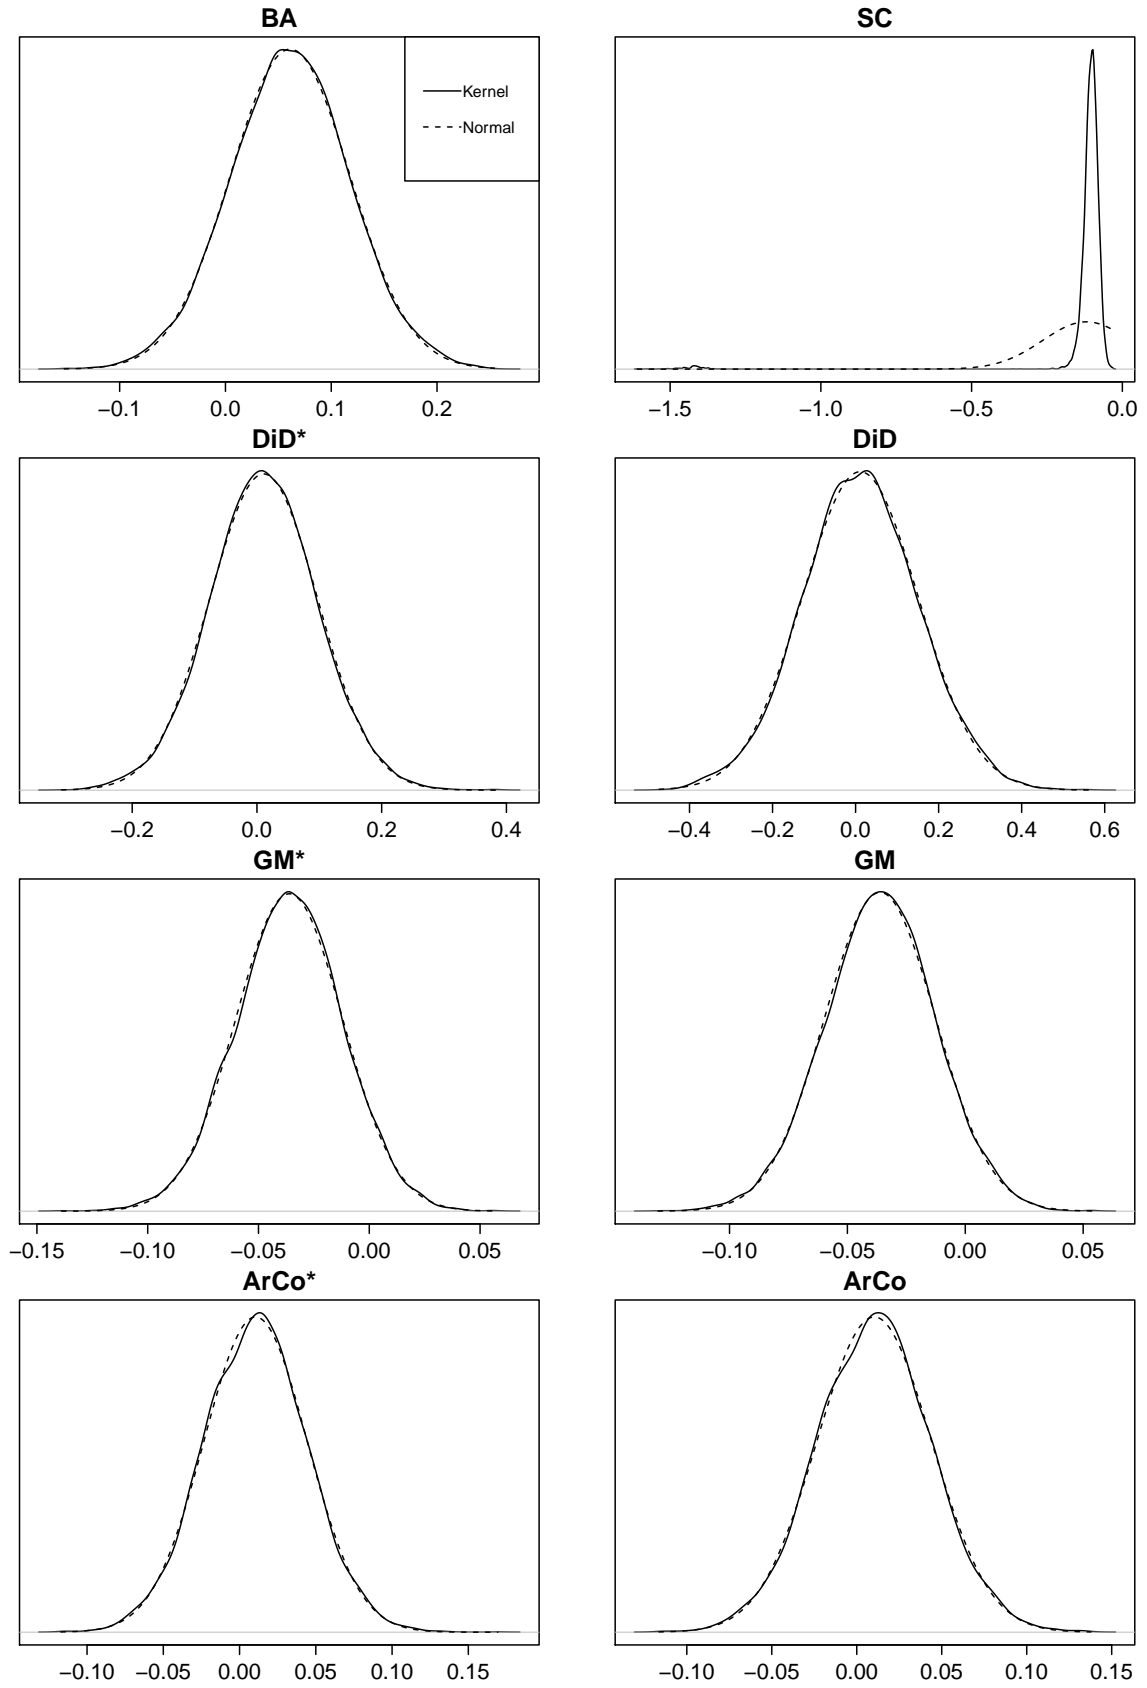 BA
SC
Kernel
Normal
−0.1 0.0 0.1 0.2
−1.5 −1.0 −0.5 0.0
DiD*
DiD
−0.2 0.0 0.2 0.4
−0.4 −0.2 0.0 0.2 0.4 0.6
GM*
GM
−0.15 −0.10 −0.05 0.00 0.05
−0.10 −0.05 0.00 0.05
ArCo*
ArCo
−0.10 0.00 0.05 0.10 0.15
−0.10 −0.05 0.00 0.05 0.10 0.15